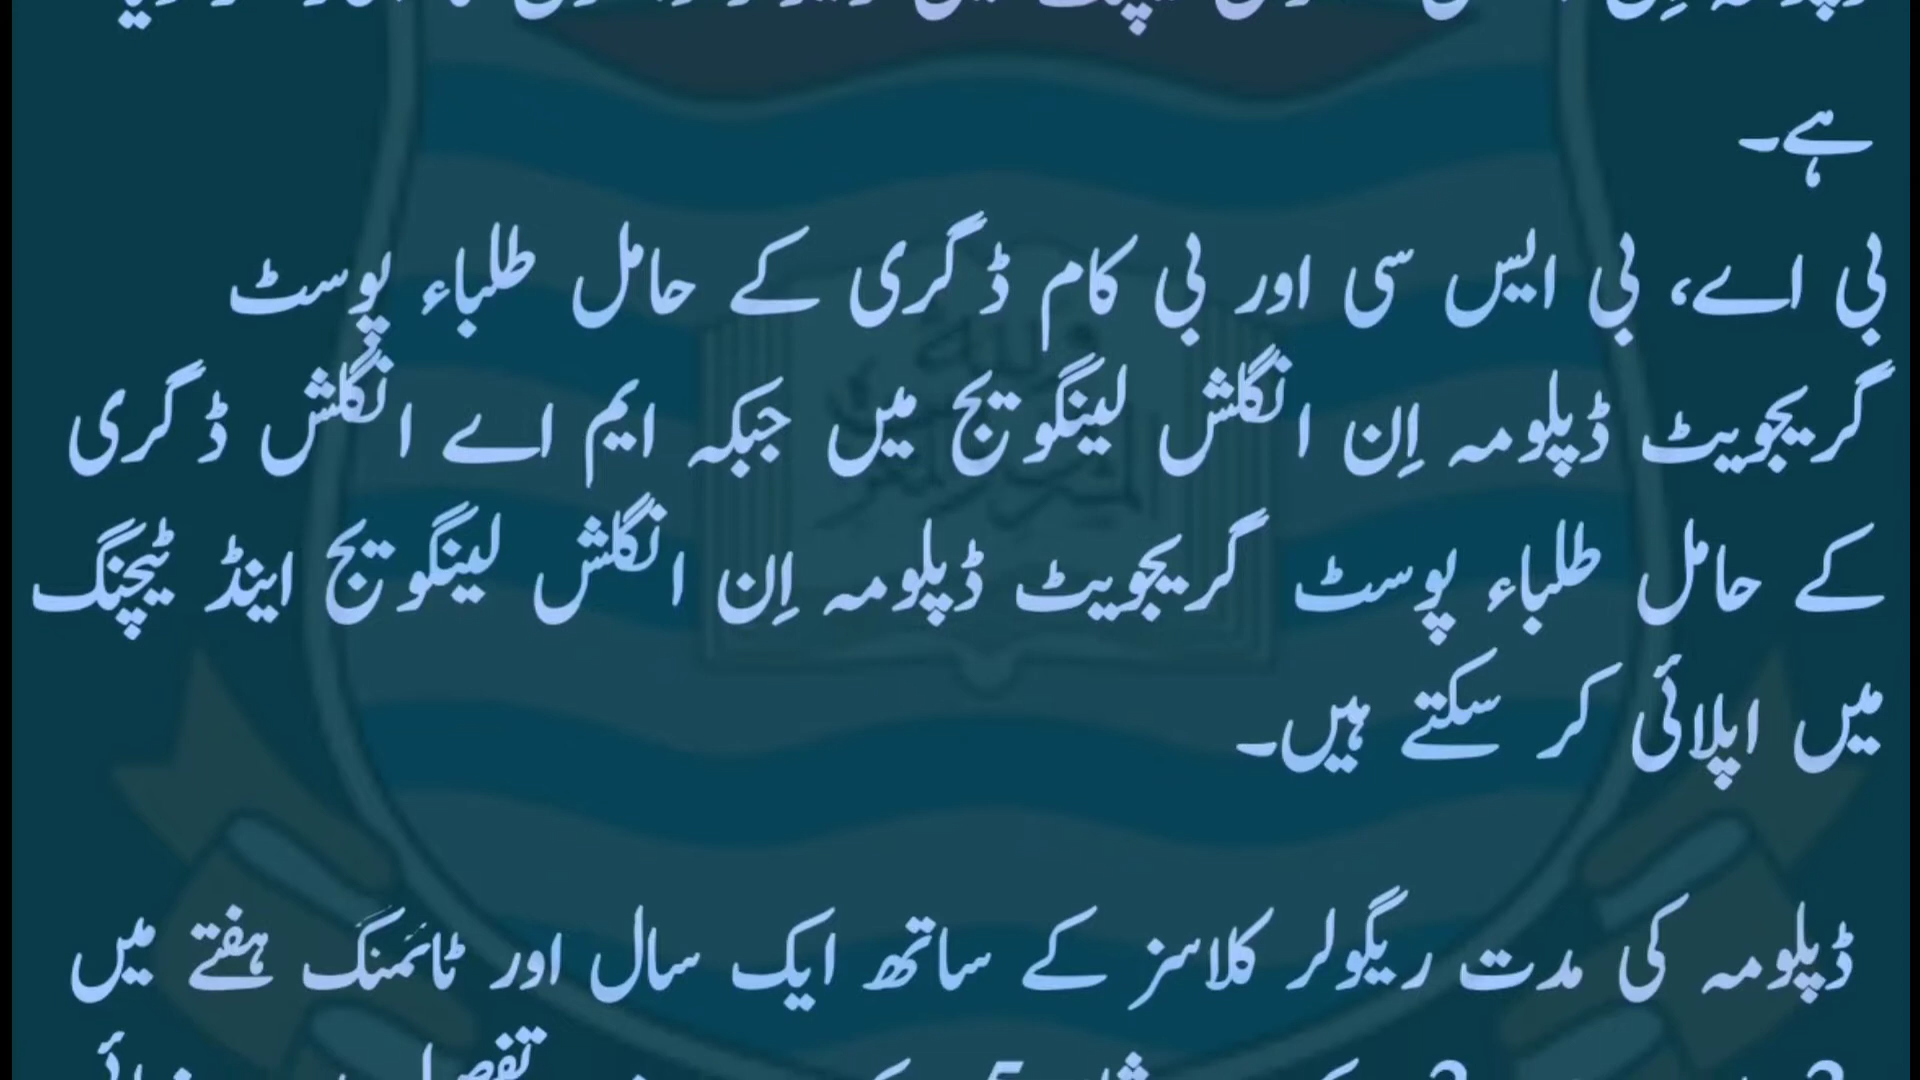 ہے۔
بی اے، بی ایس سی اور بی کام ڈگری کے حامل طلباء پوسٹ
گریجویٹ ڈپلومہ اِن انگلش لینگویج میں جبکہ ایم اے انگلش ڈگری
کے حامل طلباء پوسٹ گریجویٹ ڈپلومہ اِن انگلش لینگویج اینڈ ٹیچنگ
میں اپلائی کر سکتے ہیں۔
ڈپلومہ کی مدت ریگولر کلاسز کے ساتھ ایک سال اور ٹائمنگ ہفتے میں